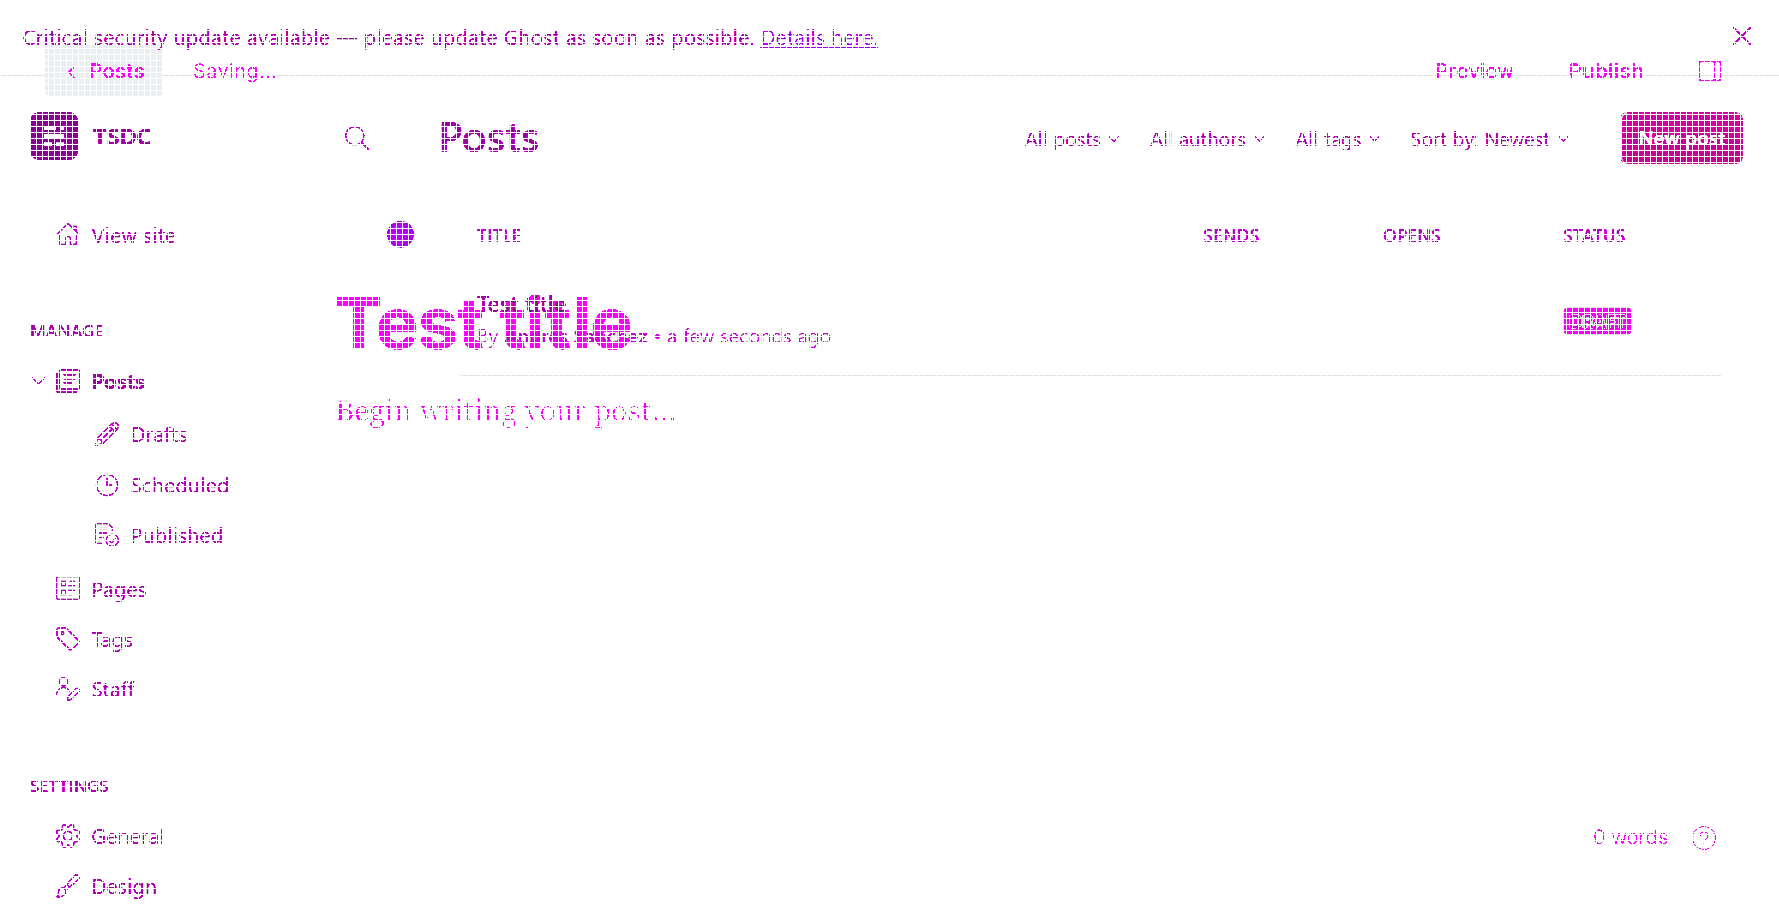 Critical security update available — please update Ghost as soon as possible. Details here.
Posts
Saving...
Preview
Publish
TSDC
Posts
All posts
All authors
All tags
Sort by: Newest
New post
View site
TITLE
SENDS
OPENS
STATUS
Test title
Test title
By
• a few seconds ago
MANAGE
Posts
Begin writing your post...
Drafts
Scheduled
Published
Pages
Tags
Staff
SETTINGS
General
0 words
Design